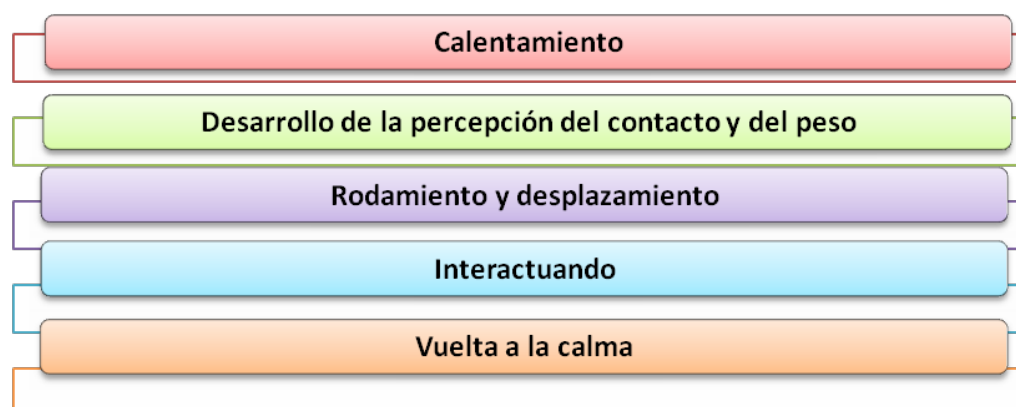 Calentamiento
Desarrollo de la percepción del contacto y del peso
Rodamiento y desplazamiento
Interactuando
Vuelta a la calma